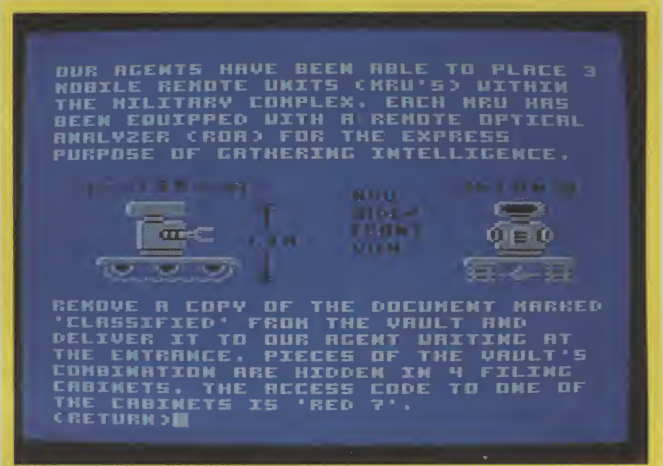 OUR AGENTS HAVE BEEN ABLE TO PLACE 3
MOBILE REMOTE UNITS (MRU'S) WITHIN
THE MILITARY COMPLEX. EACH MRU HAS
BEEN EQUIPPED WITH A REMOTE OPTICAL
ANALYZER (ROA) FOR THE EXPRESS
PURPOSE OF GATHERING INTELLIGENCE.
MRU
SIDE/
FRONT
VIEW
REMOVE A COPY OF THE DOCUMENT MARKED
'CLASSIFIED' FROM THE VAULT AND
DELIVER IT TO OUR AGENT WAITING AT
THE ENTRANCE. PIECES OF THE VAULT'S
COMBINATION ARE HIDDEN IN 4 FILING
CABINETS. THE ACCESS CODE TO ONE OF
THE CABINETS IS 'RED 7'.
(RETURN)